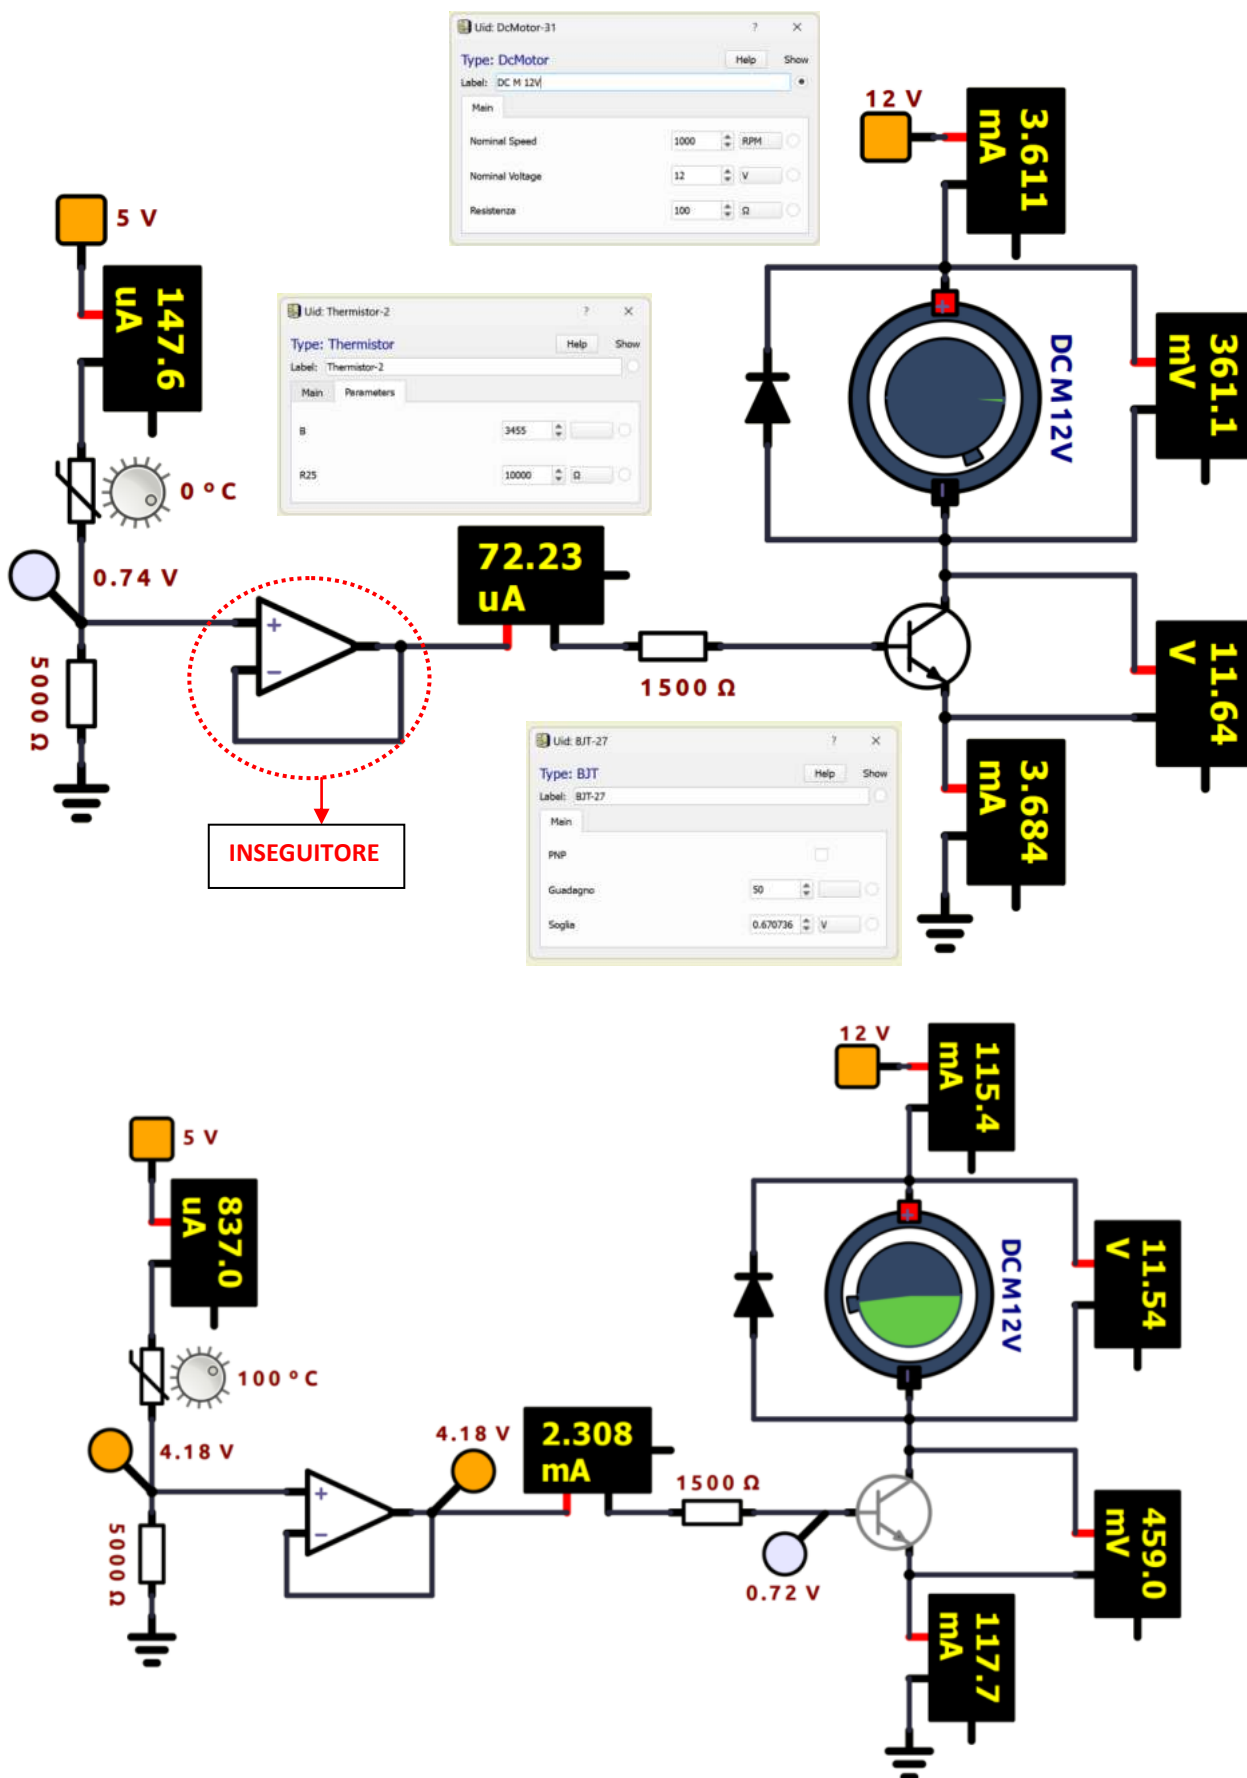 Uid: DcMotor-31 ? ×
Type: DcMotor Help Show
Label: DC M 12V
Main
Nominal Speed 1000 RPM
Nominal Voltage 12 V
Resistenza 100 Ω
12 V
3.611
mA
5 V
147.6
uA
Uid: Thermistor-2 ? ×
Type: Thermistor Help Show
Label: Thermistor-2
Main Parameters
B 3455
R25 10000 Ω
DC M 12V
361.1
mV
0 ° C
0.74 V
72.23
uA
+
−
5000 Ω
1500 Ω
11.64
V
INSEGUITORE
Uid: BJT-27 ? ×
Type: BJT Help Show
Label: BJT-27
Main
PNP
Guadagno 50
Soglia 0.670736 V
3.684
mA
12 V
115.4
mA
5 V
837.0
uA
DC M 12V
11.54
V
100 ° C
4.18 V
4.18 V
2.308
mA
1500 Ω
+
−
5000 Ω
0.72 V
459.0
mV
117.7
mA